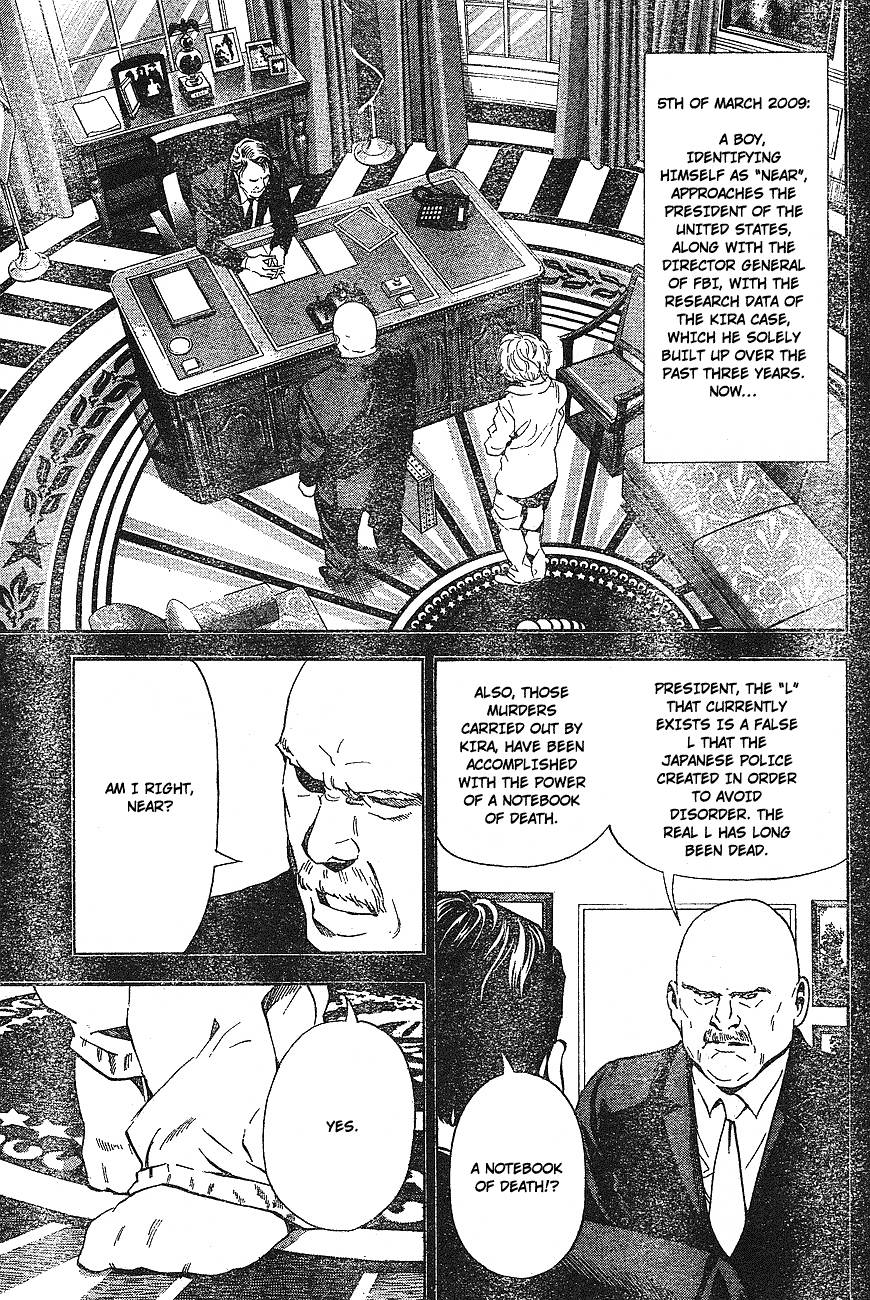 5TH OF MARCH 2009:
A BOY,
IDENTIFYING
HIMSELF AS "NEAR",
APPROACHES THE
PRESIDENT OF THE
UNITED STATES,
ALONG WITH THE
DIRECTOR GENERAL
OF FBI, WITH THE
RESEARCH DATA OF
THE KIRA CASE,
WHICH HE SOLELY
BUILT UP OVER THE
PAST THREE YEARS.
NOW...
PRESIDENT, THE "L"
THAT CURRENTLY
EXISTS IS A FALSE
L THAT THE
JAPANESE POLICE
CREATED IN ORDER
TO AVOID
DISORDER. THE
REAL L HAS LONG
BEEN DEAD.
ALSO, THOSE
MURDERS
CARRIED OUT BY
KIRA, HAVE BEEN
ACCOMPLISHED
WITH THE POWER
OF A NOTEBOOK
OF DEATH.
A NOTEBOOK
OF DEATH!?
AM I RIGHT,
NEAR?
YES.